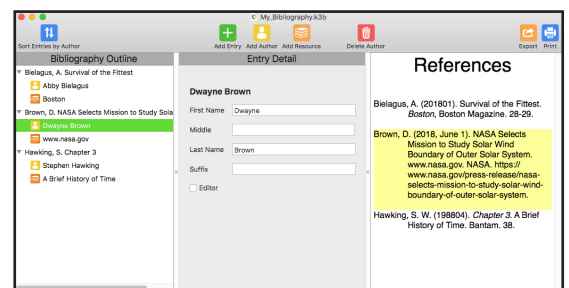 My_Bibliography.k3b
Sort Entries by Author
Add Entry Add Author Add Resource
Delete Author
Export Print
Bibliography Outline
Bielagus, A. Survival of the Fittest
Abby Bielagus
Boston
Brown, D. NASA Selects Mission to Study Sola
Dwayne Brown
www.nasa.gov
Hawking, S. Chapter 3
Stephen Hawking
A Brief History of Time
Entry Detail
Dwayne Brown
First Name Dwayne
Middle
Last Name Brown
Suffix
Editor
References
Bielagus, A. (201801). Survival of the Fittest.
Boston, Boston Magazine. 28-29.
Brown, D. (2018, June 1). NASA Selects
Mission to Study Solar Wind
Boundary of Outer Solar System.
www.nasa.gov. NASA. https://
www.nasa.gov/press-release/nasa-
selects-mission-to-study-solar-wind-
boundary-of-outer-solar-system.
Hawking, S. W. (198804). Chapter 3. A Brief
History of Time. Bantam. 38.